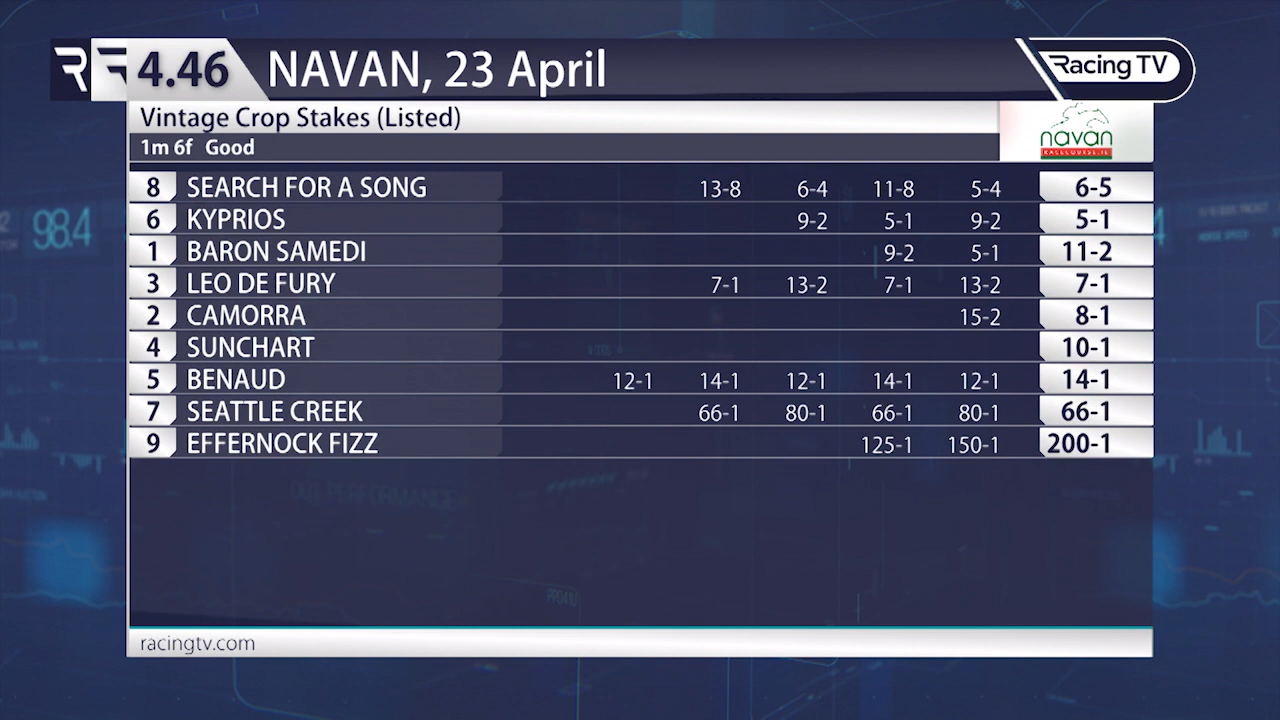 4.46 NAVAN, 23 April
Racing TV
Vintage Crop Stakes (Listed)
1m 6f Good
navan
RACECOURSE.IE
8 SEARCH FOR A SONG 13-8 6-4 11-8 5-4 6-5
6 KYPRIOS 9-2 5-1 9-2 5-1
1 BARON SAMEDI 9-2 5-1 11-2
3 LEO DE FURY 7-1 13-2 7-1 13-2 7-1
2 CAMORRA 15-2 8-1
4 SUNCHART 10-1
5 BENAUD 12-1 14-1 12-1 14-1 12-1 14-1
7 SEATTLE CREEK 66-1 80-1 66-1 80-1 66-1
9 EFFERNOCK FIZZ 125-1 150-1 200-1
98.4
racingtv.com